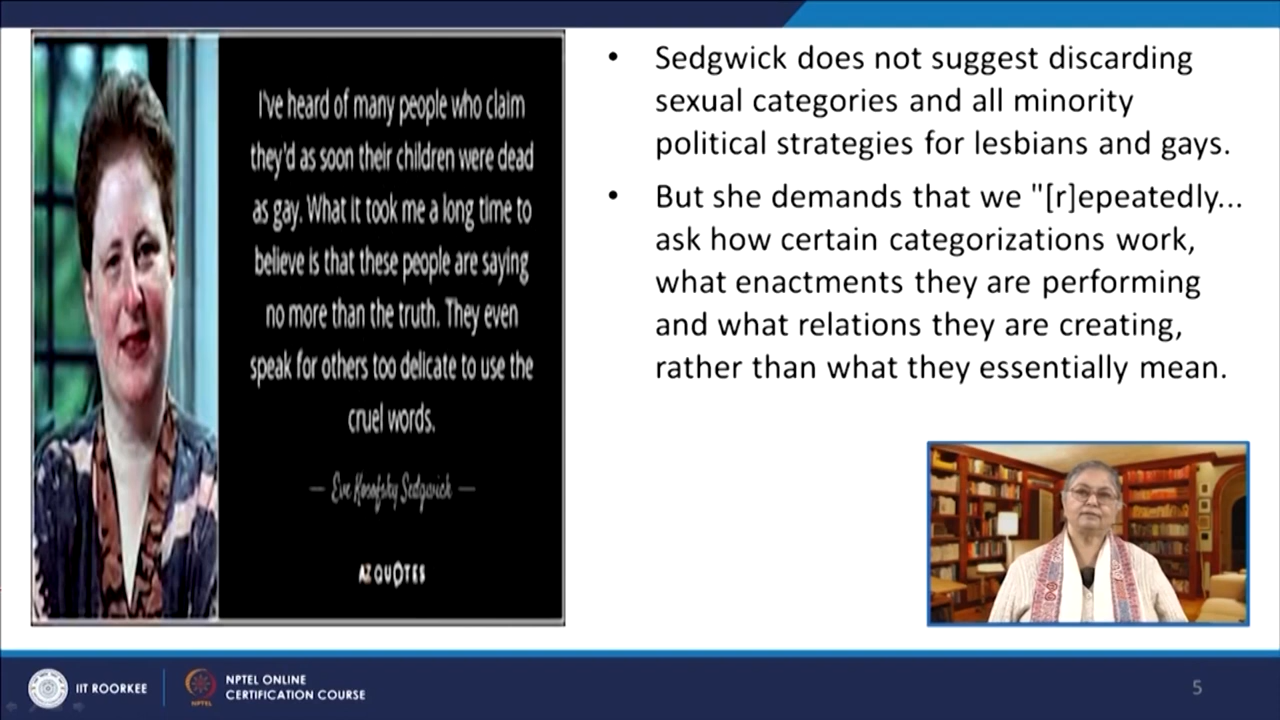 I've heard of many people who claim
they'd as soon their children were dead
as gay. What it took me a long time to
believe is that these people are saying
no more than the truth. They even
speak for others too delicate to use the
cruel words.
— Eve Kosofsky Sedgwick —
AZ QUOTES
• Sedgwick does not suggest discarding
sexual categories and all minority
political strategies for lesbians and gays.
• But she demands that we "[r]epeatedly...
ask how certain categorizations work,
what enactments they are performing
and what relations they are creating,
rather than what they essentially mean.
IIT ROORKEE
NPTEL
NPTEL ONLINE
CERTIFICATION COURSE
5